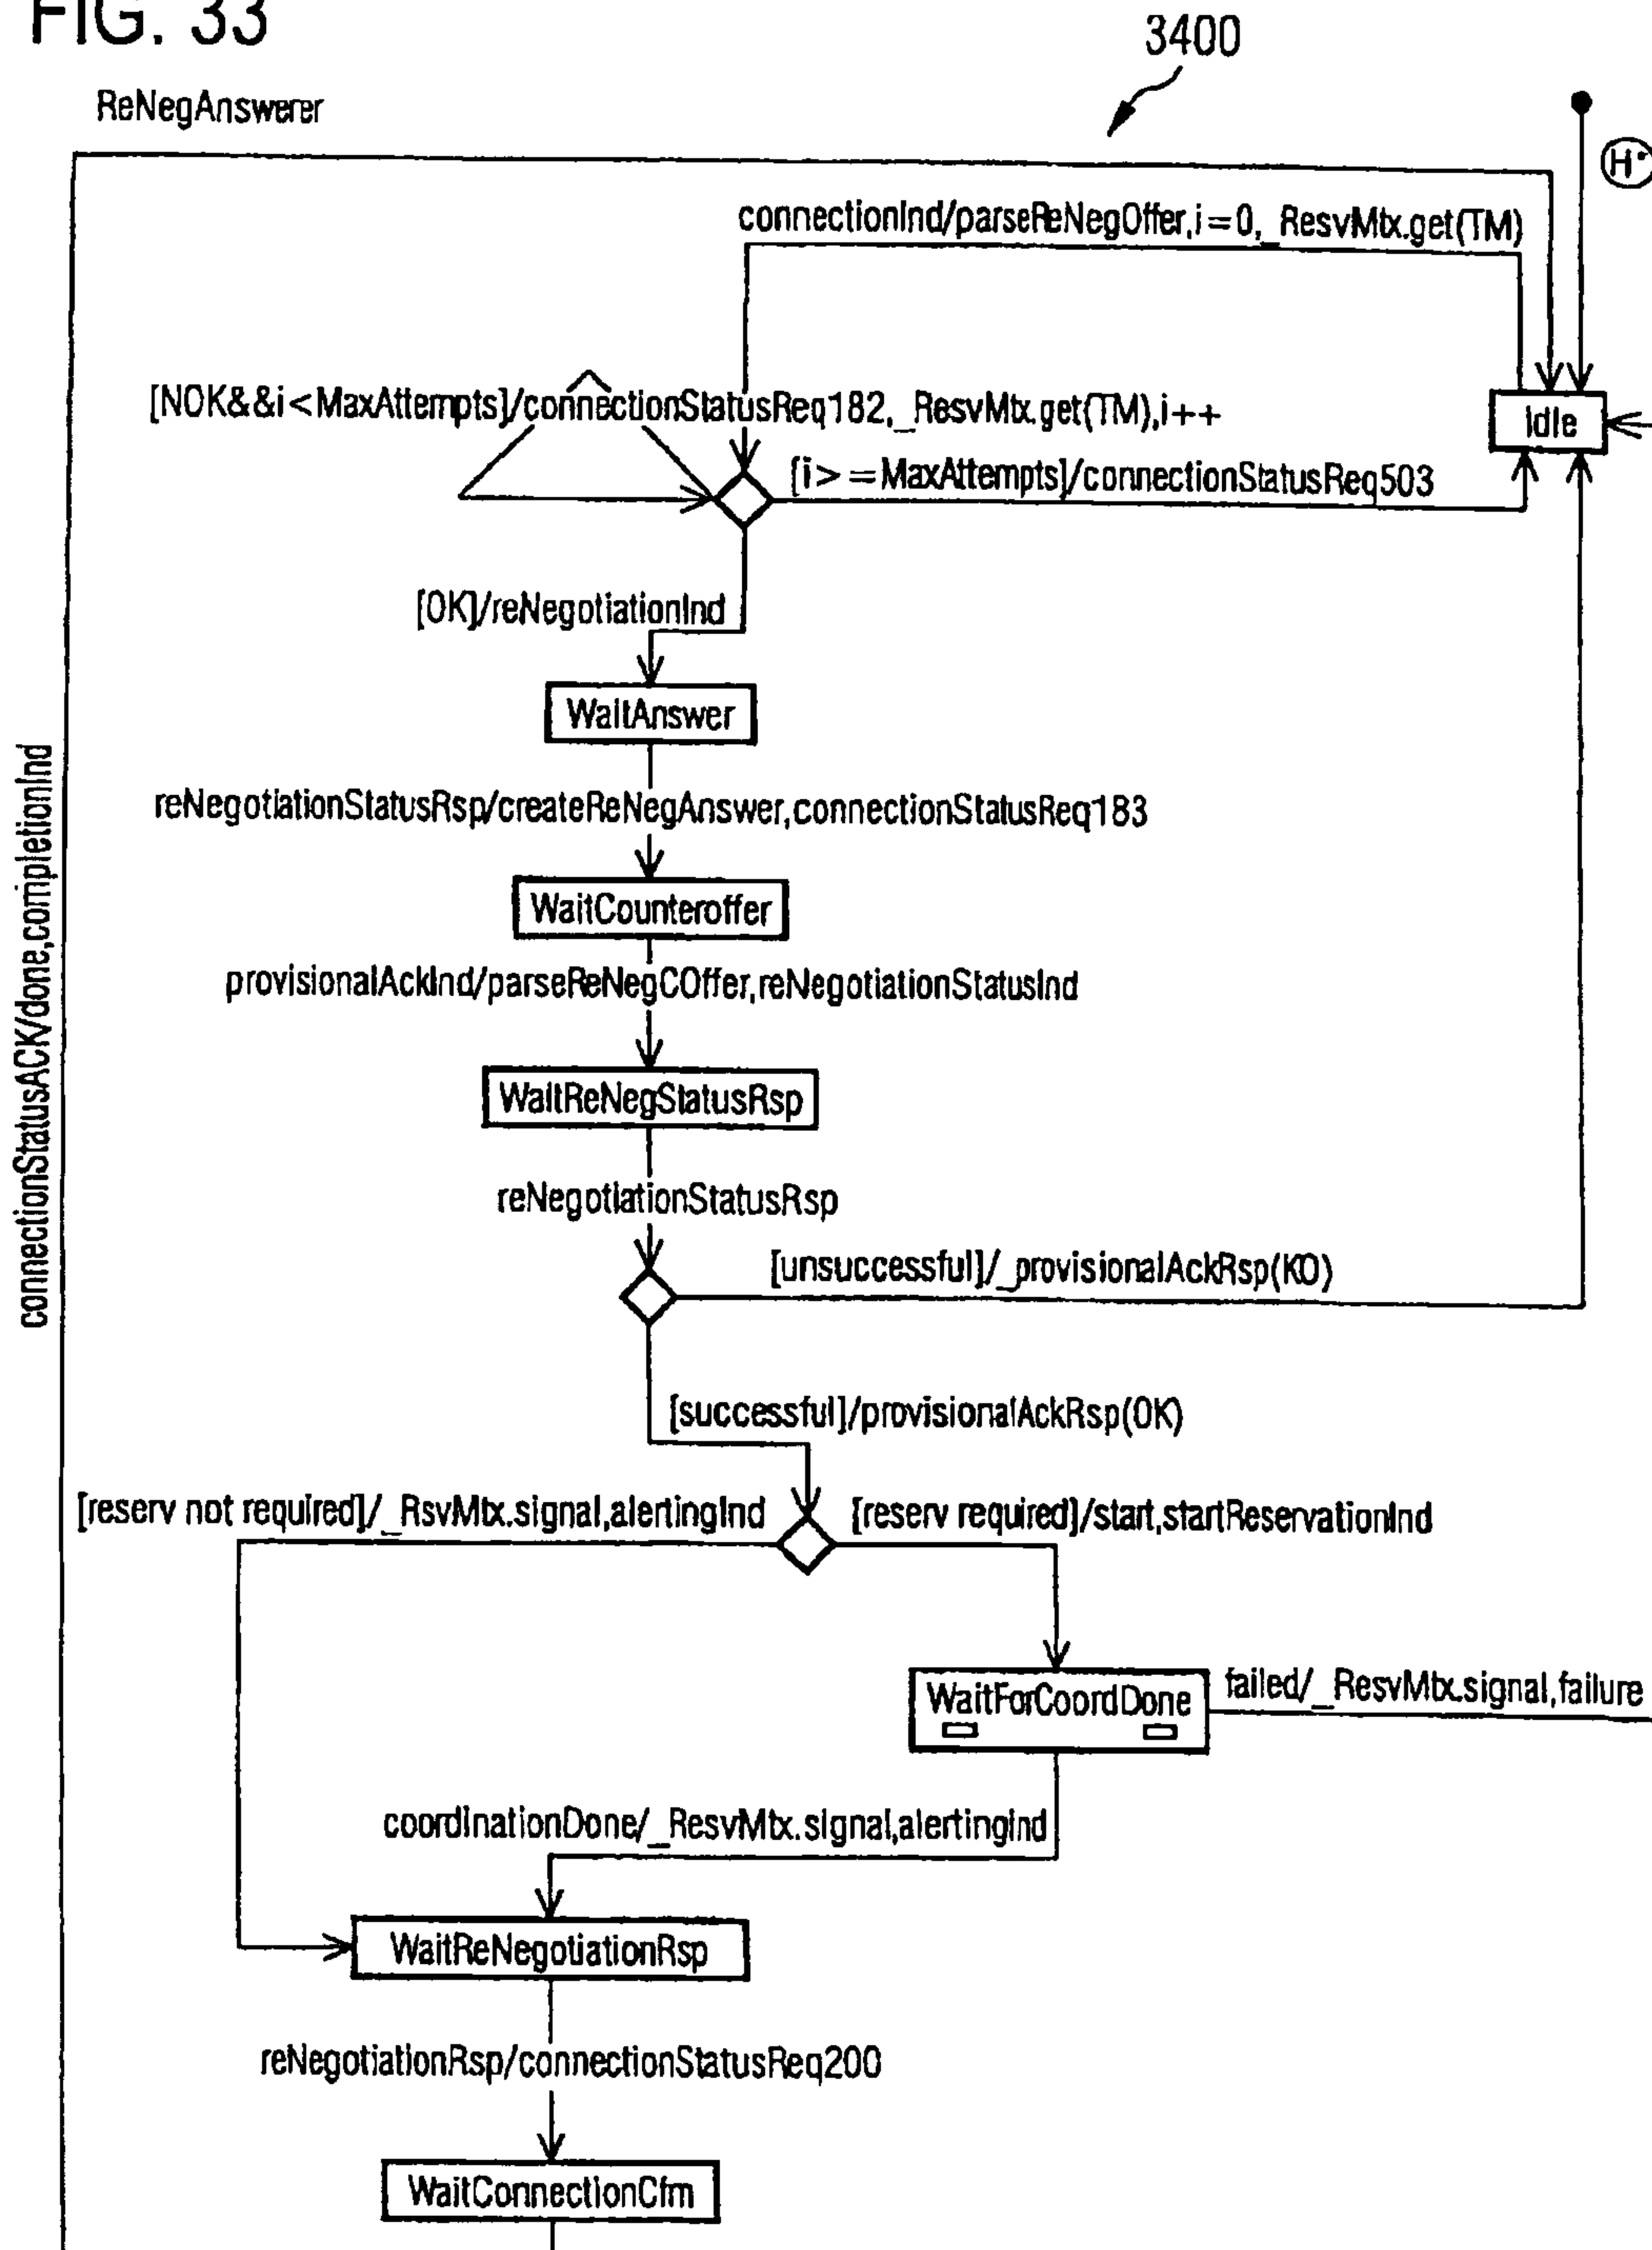 FIG. 33
3400
ReNegAnswerer
H*
connectionInd/parseReNegOffer,i=0,_ResvMtx.get(TM)
[NOK&&i<MaxAttempts]/connectionStatusReq182,_ResvMtx.get(TM),i++
Idle
[i>=MaxAttempts]/connectionStatusReq503
[OK]/reNegotiationInd
WaitAnswer
connectionStatusACK/done,completionInd
reNegotiationStatusRsp/createReNegAnswer,connectionStatusReq183
WaitCounteroffer
provisionalAckInd/parseReNegCOffer,reNegotiationStatusInd
WaitReNegStatusRsp
reNegotiationStatusRsp
[unsuccessful]/_provisionalAckRsp(KO)
[successful]/provisionalAckRsp(OK)
[reserv not required]/_RsvMtx.signal,alertingInd
[reserv required]/start,startReservationInd
WaitForCoordDone
failed/_ResvMtx.signal,failure
coordinationDone/_ResvMtx.signal,alertingInd
WaitReNegotiationRsp
reNegotiationRsp/connectionStatusReq200
WaitConnectionCfm